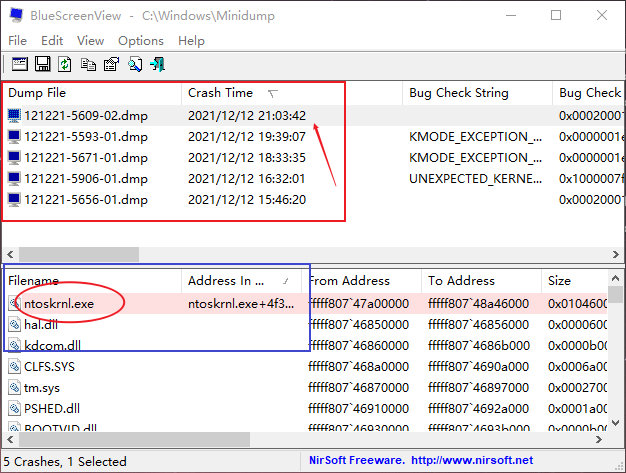 BlueScreenView - C:\Windows\Minidump
File Edit View Options Help
Dump File Crash Time Bug Check String Bug Check
121221-5609-02.dmp 2021/12/12 21:03:42 0x0002000
121221-5593-01.dmp 2021/12/12 19:39:07 KMODE_EXCEPTION_... 0x0000001e
121221-5671-01.dmp 2021/12/12 18:33:35 KMODE_EXCEPTION_... 0x0000001e
121221-5906-01.dmp 2021/12/12 16:32:01 UNEXPECTED_KERNE... 0x1000007f
121221-5656-01.dmp 2021/12/12 15:46:20 0x0002000
Filename Address In ... From Address To Address Size
ntoskrnl.exe ntoskrnl.exe+4f3... fffff807`47a00000 fffff807`48a46000 0x0104600
hal.dll fffff807`46850000 fffff807`46856000 0x0000600
kdcom.dll fffff807`46860000 fffff807`4686b000 0x0000b00
CLFS.SYS fffff807`468a0000 fffff807`4690a000 0x0006a00
tm.sys fffff807`46870000 fffff807`46897000 0x0002700
PSHED.dll fffff807`46910000 fffff807`4692a000 0x0001a00
BOOTVID.dll fffff807`46930000 fffff807`4693b000 0x0000b00
5 Crashes, 1 Selected NirSoft Freeware. http://www.nirsoft.net